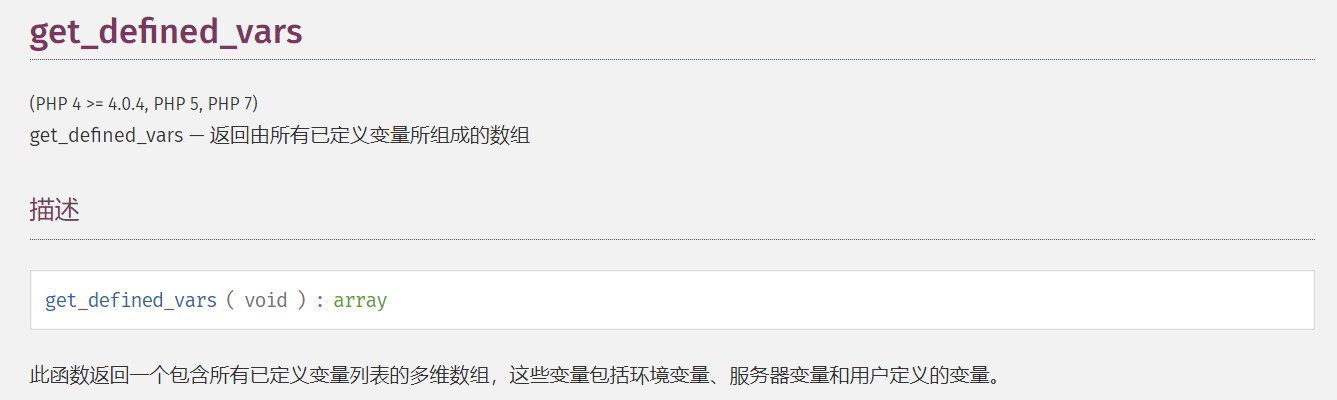 get_defined_vars
(PHP 4 >= 4.0.4, PHP 5, PHP 7)
get_defined_vars — 返回由所有已定义变量所组成的数组
描述
get_defined_vars ( void ) : array
此函数返回一个包含所有已定义变量列表的多维数组，这些变量包括环境变量、服务器变量和用户定义的变量。